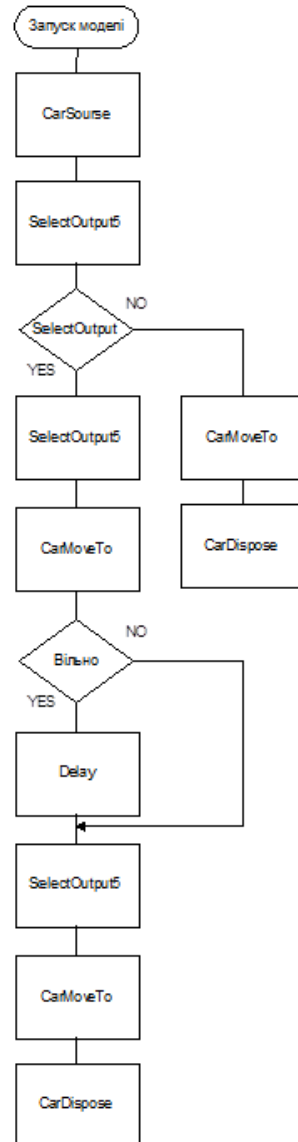 Запуск моделі
CarSourse
SelectOutput5
NO
SelectOutput
YES
SelectOutput5
CarMoveTo
CarMoveTo
CarDispose
NO
Вільно
YES
Delay
SelectOutput5
CarMoveTo
CarDispose